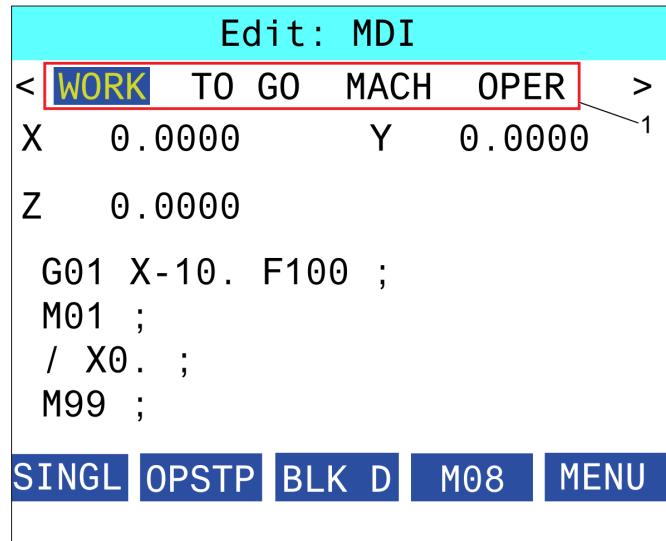 Edit: MDI
< WORK TO GO MACH OPER >
1
X 0.0000 Y 0.0000
Z 0.0000
G01 X-10. F100 ;
M01 ;
/ X0. ;
M99 ;
SINGL OPSTP BLK D M08 MENU